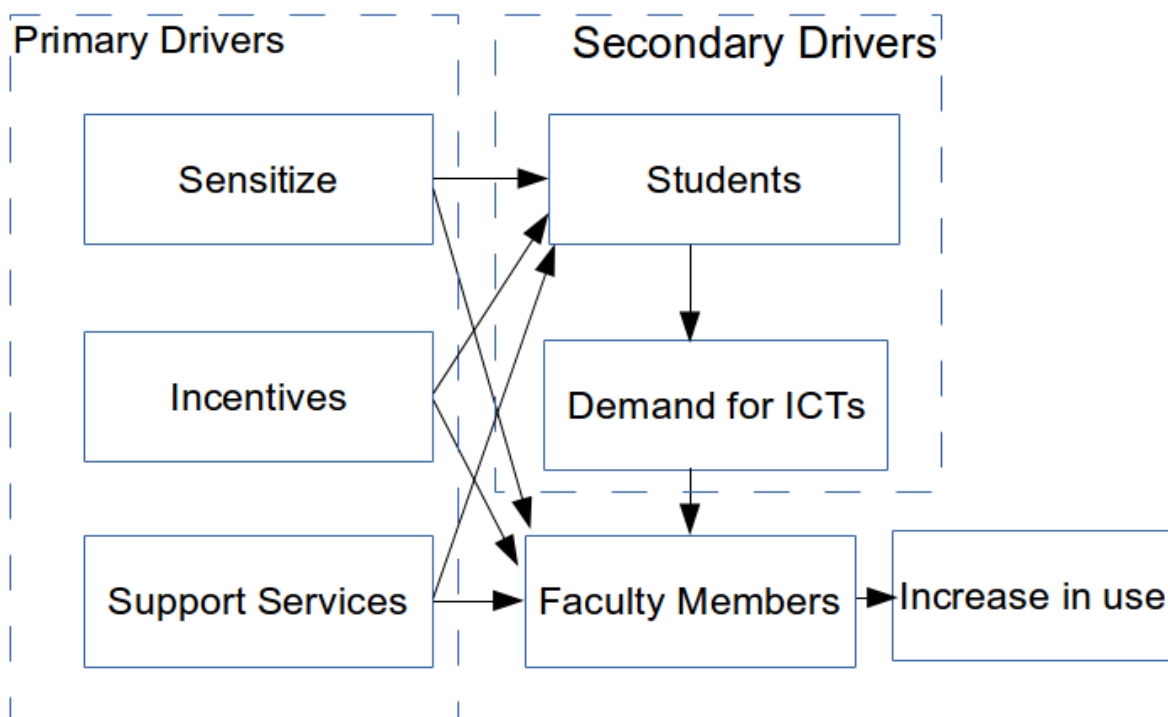 Primary Drivers
Secondary Drivers
Sensitize
Students
Incentives
Demand for ICTs
Support Services
Faculty Members
Increase in use